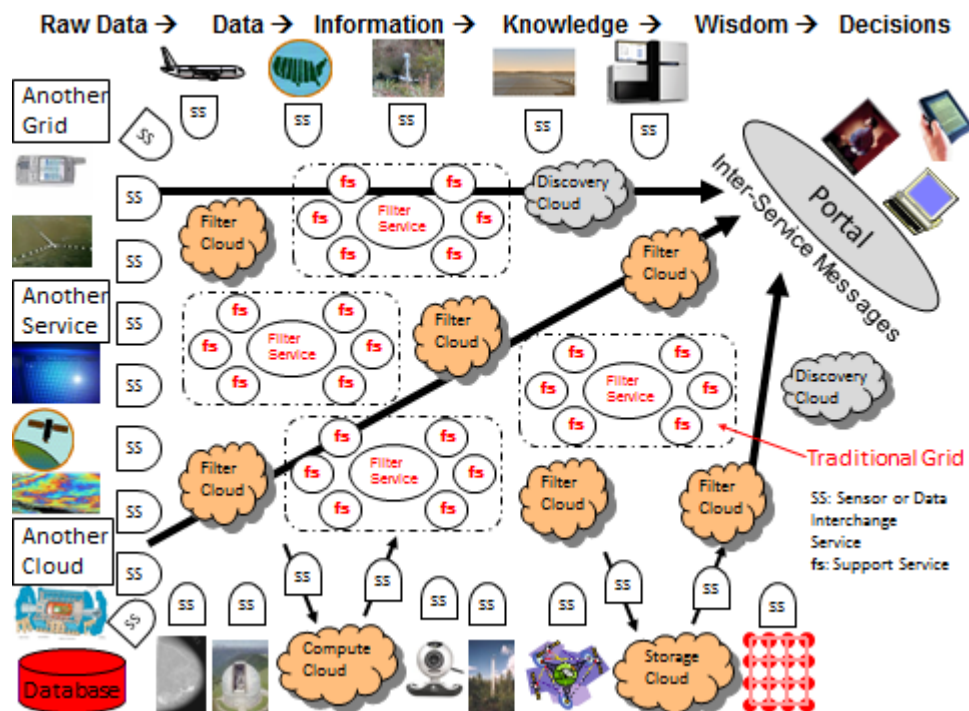 Raw Data → Data → Information → Knowledge → Wisdom → Decisions
Another
Grid
SS
SS
SS
SS
SS
SS
SS
Discovery
Cloud
Portal
Inter-Service Messages
fs
fs
fs
fs
fs
fs
Filter
Service
Filter
Cloud
Filter
Cloud
SS
Another
Service
SS
fs
fs
fs
fs
fs
fs
Filter
Service
Filter
Cloud
SS
fs
fs
fs
fs
fs
fs
Filter
Service
Discovery
Cloud
SS
Filter
Cloud
fs
fs
fs
fs
fs
fs
Filter
Service
Filter
Cloud
Filter
Cloud
Traditional Grid
SS: Sensor or Data
Interchange
Service
fs: Support Service
SS
Another
Cloud
SS
SS
SS
SS
SS
SS
SS
SS
SS
SS
SS
SS
Database
Compute
Cloud
Storage
Cloud